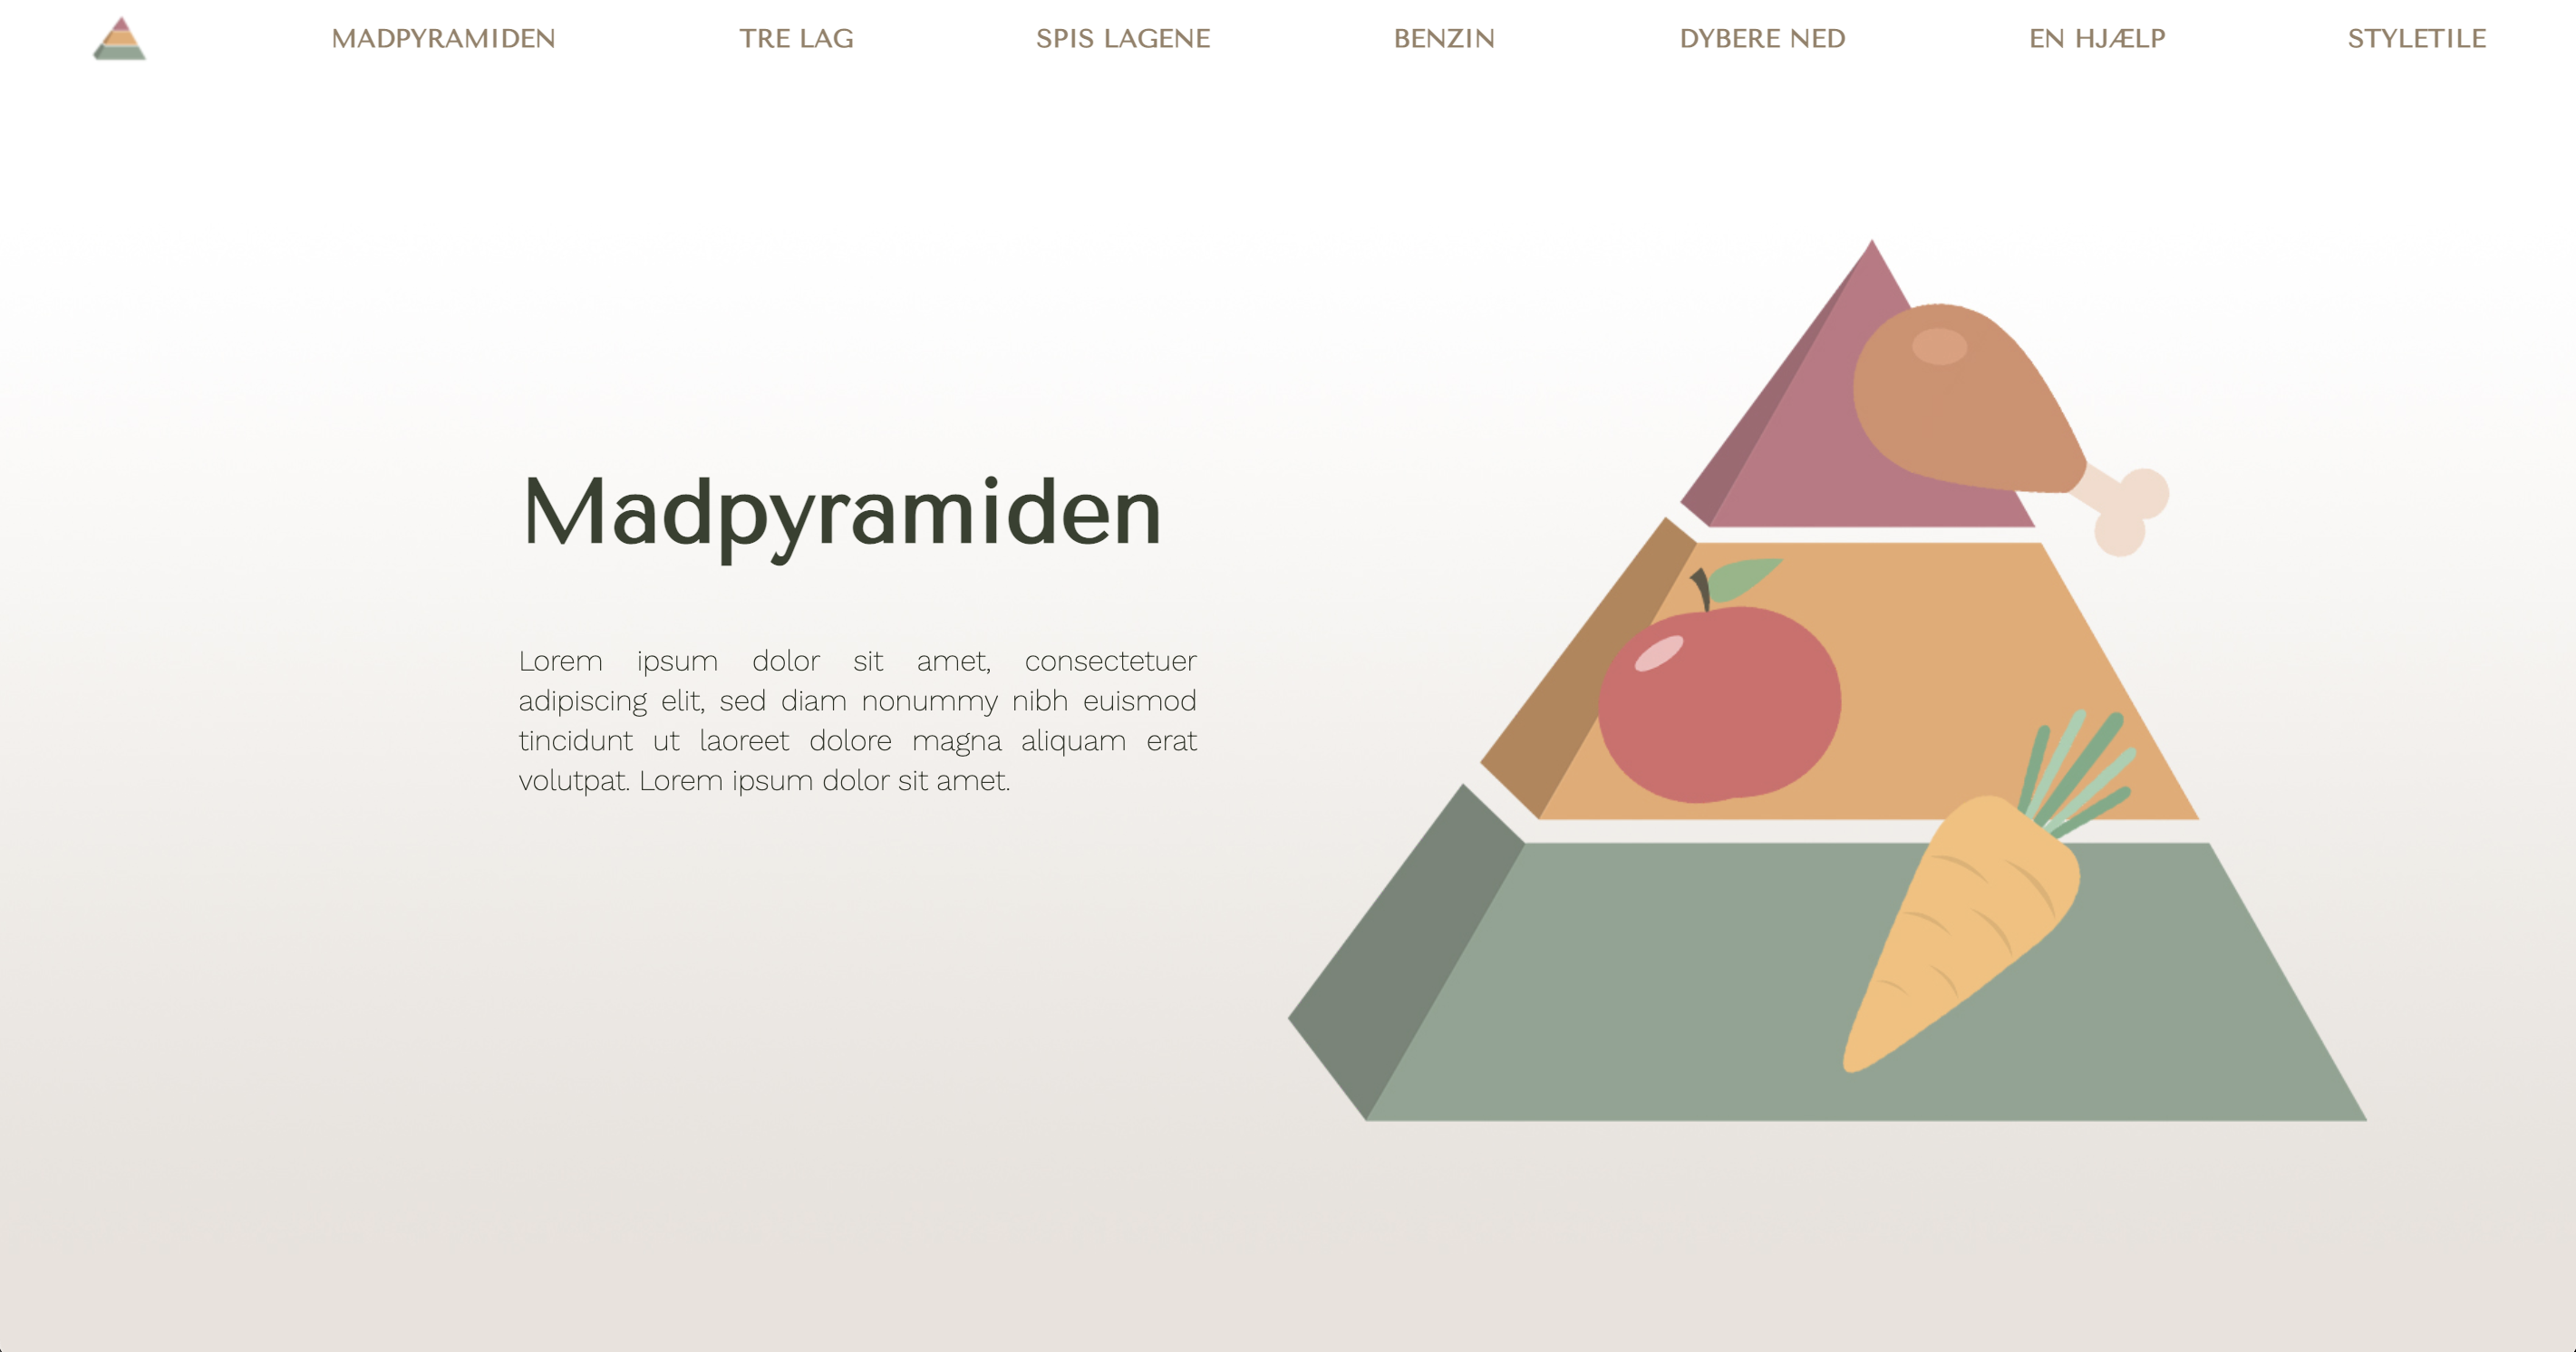 MADPYRAMIDEN TRE LAG SPIS LAGENE BENZIN DYBERE NED EN HJÆLP STYLETILE
Madpyramiden
Lorem ipsum dolor sit amet, consectetuer
adipiscing elit, sed diam nonummy nibh euismod
tincidunt ut laoreet dolore magna aliquam erat
volutpat. Lorem ipsum dolor sit amet.